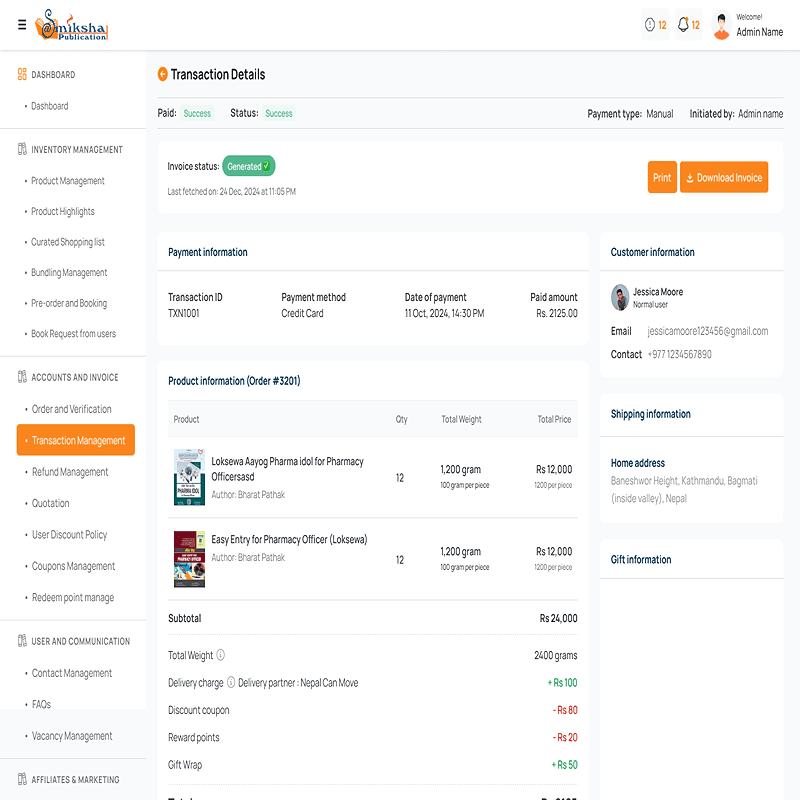 Smiksha
Publication
12
12
Welcome!
Admin Name
DASHBOARD
• Dashboard
INVENTORY MANAGEMENT
• Product Management
• Product Highlights
• Curated Shopping list
• Bundling Management
• Pre-order and Booking
• Book Request from users
ACCOUNTS AND INVOICE
• Order and Verification
• Transaction Management
• Refund Management
• Quotation
• User Discount Policy
• Coupons Management
• Redeem point manage
USER AND COMMUNICATION
• Contact Management
• FAQs
• Vacancy Management
AFFILIATES & MARKETING
Transaction Details
Paid: Success Status: Success
Payment type: Manual Initiated by: Admin name
Invoice status: Generated
Last fetched on: 24 Dec, 2024 at 11:05 PM
Print
Download Invoice
Payment information
Transaction ID Payment method Date of payment Paid amount
TXN1001 Credit Card 11 Oct, 2024, 14:30 PM Rs. 2125.00
Product information (Order #3201)
Product Qty Total Weight Total Price
Loksewa Aayog Pharma idol for Pharmacy
Officersasd
Author: Bharat Pathak
12
1,200 gram
100 gram per piece
Rs 12,000
1200 per piece
Easy Entry for Pharmacy Officer (Loksewa)
Author: Bharat Pathak
12
1,200 gram
100 gram per piece
Rs 12,000
1200 per piece
Subtotal Rs 24,000
Total Weight 2400 grams
Delivery charge Delivery partner : Nepal Can Move + Rs 100
Discount coupon - Rs 80
Reward points - Rs 20
Gift Wrap + Rs 50
Customer information
Jessica Moore
Normal user
Email jessicamoore123456@gmail.com
Contact +977 1234567890
Shipping information
Home address
Baneshwor Height, Kathmandu, Bagmati
(inside valley), Nepal
Gift information